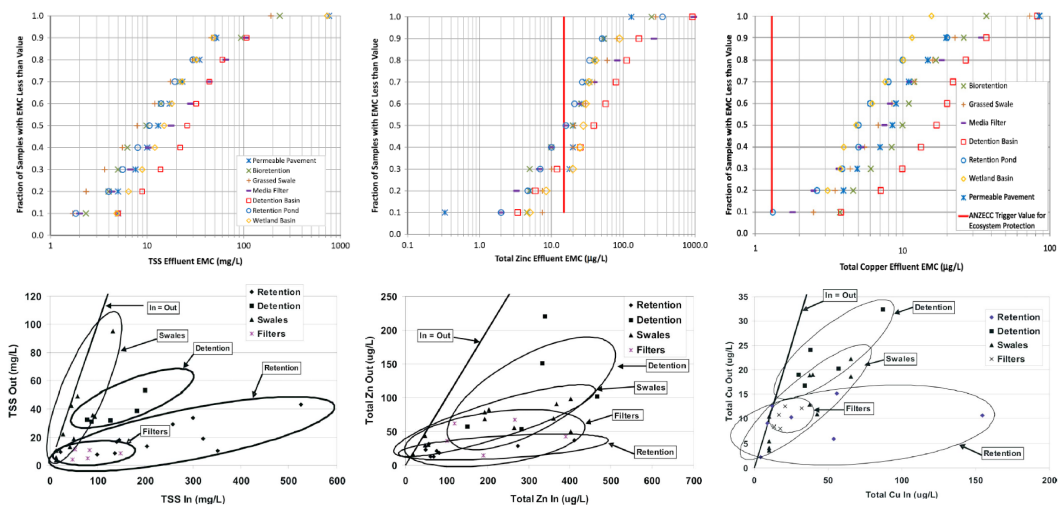 Fraction of Samples with EMC Less than Value
1.0
0.9
0.8
0.7
0.6
0.5
0.4
0.3
0.2
0.1
0.0
1
10
100
1000
TSS Effluent EMC (mg/L)
Permeable Pavement
Bioretention
Grassed Swale
Media Filter
Detention Basin
Retention Pond
Wetland Basin
Fraction of Samples with EMC Less than Value
1.0
0.9
0.8
0.7
0.6
0.5
0.4
0.3
0.2
0.1
0.0
0.1
1.0
10.0
100.0
1000.0
Total Zinc Effluent EMC (µg/L)
Fraction of Samples with EMC Less than Value
1.0
0.9
0.8
0.7
0.6
0.5
0.4
0.3
0.2
0.1
0.0
1
10
100
Total Copper Effluent EMC (µg/L)
Bioretention
Grassed Swale
Media Filter
Detention Basin
Retention Pond
Wetland Basin
Permeable Pavement
ANZECC Trigger Value for
Ecosystem Protection
TSS Out (mg/L)
120
100
80
60
40
20
0
0
100
200
300
400
500
600
TSS In (mg/L)
In = Out
Swales
Detention
Retention
Filters
Retention
Detention
Swales
Filters
Total Zn Out (ug/L)
250
200
150
100
50
0
0
100
200
300
400
500
600
700
Total Zn In (ug/L)
In = Out
Retention
Detention
Swales
Filters
Detention
Swales
Filters
Retention
Total Cu Out (ug/L)
35
30
25
20
15
10
5
0
0
50
100
150
200
Total Cu In (ug/L)
In = Out
Detention
Swales
Filters
Retention
Retention
Detention
Swales
Filters